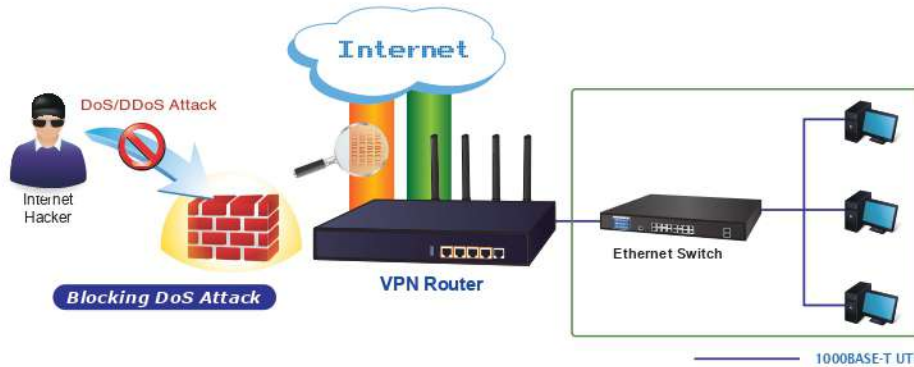 Internet
DoS/DDoS Attack
Internet
Hacker
Blocking DoS Attack
VPN Router
Ethernet Switch
1000BASE-T UT